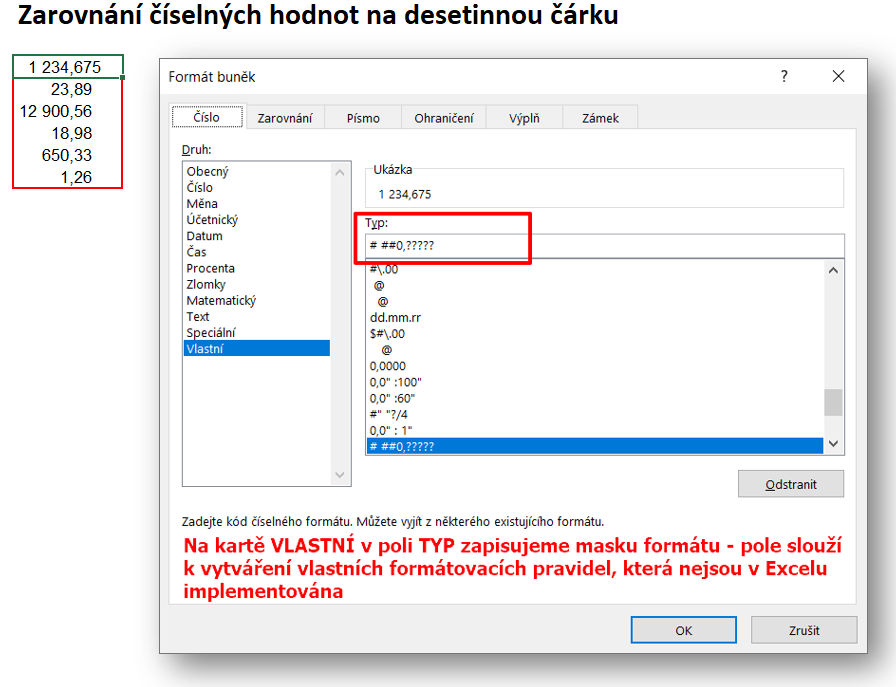 Zarovnání číselných hodnot na desetinnou čárku
1 234,675
23,89
12 900,56
18,98
650,33
1,26
Formát buněk
?
Číslo
Zarovnání
Písmo
Ohraničení
Výplň
Zámek
Druh:
Obecný
Číslo
Měna
Účetnický
Datum
Čas
Procenta
Zlomky
Matematický
Text
Speciální
Vlastní
Ukázka
1 234,675
Typ:
# ##0,?????
#\.00
@
@
dd.mm.rr
$#\.00
@
0,0000
0,0" :100"
0,0" :60"
#" "?/4
0,0" : 1"
# ##0,?????
Odstranit
Zadejte kód číselného formátu. Můžete vyjít z některého existujícího formátu.
Na kartě VLASTNÍ v poli TYP zapisujeme masku formátu - pole slouží
k vytváření vlastních formátovacích pravidel, která nejsou v Excelu
implementována
OK
Zrušit